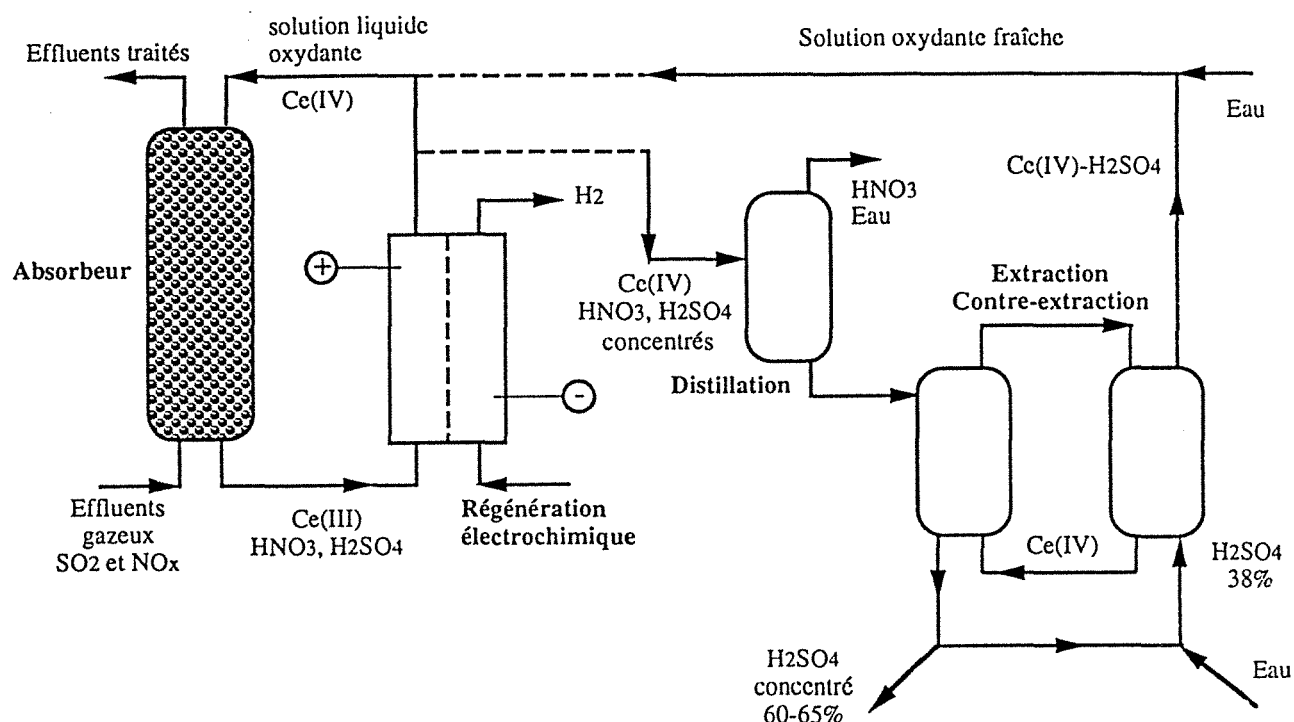 solution liquide
oxydante
Effluents traités
Solution oxydante fraîche
Ce(IV)
Eau
Ce(IV)-H2SO4
HNO3
Eau
H2
+
Absorbeur
Extraction
Contre-extraction
Ce(IV)
HNO3, H2SO4
concentrés
Distillation
-
Effluents
gazeux
SO2 et NOx
Ce(III)
HNO3, H2SO4
Régénération
électrochimique
Ce(IV)
H2SO4
38%
H2SO4
concentré
60-65%
Eau